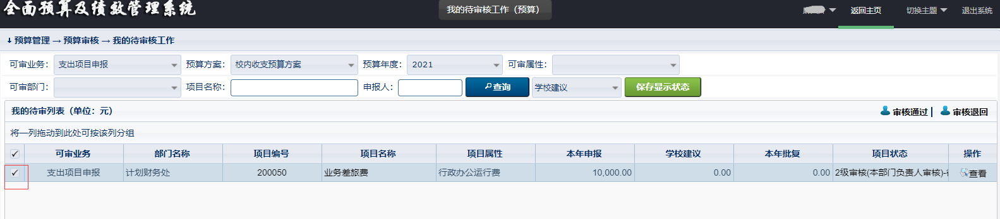 全面预算及绩效管理系统
我的待审核工作（预算）
返回主页 切换主题 退出系统
预算管理 → 预算审核 → 我的待审核工作
可审业务： 支出项目申报 预算方案： 校内收支预算方案 预算年度： 2021 可审属性：
可审部门： 项目名称： 申报人： 查询 学校建议 保存显示状态
我的待审列表（单位：元） 审核通过 | 审核退回
将一列拖动到此处可按该列分组
可审业务 部门名称 项目编号 项目名称 项目属性 本年申报 学校建议 本年批复 项目状态 操作
支出项目申报 计划财务处 200050 业务差旅费 行政办公运行费 10,000.00 0.00 0.00 2级审核(本部门负责人审核)- 查看